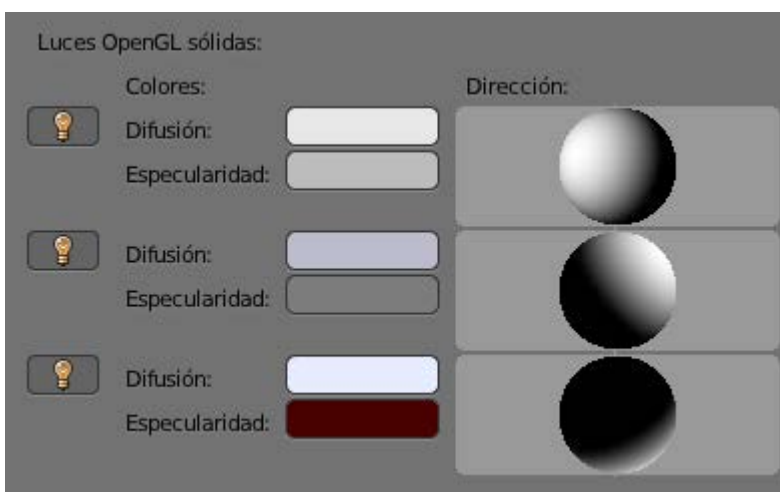 Luces OpenGL sólidas:
Colores: Dirección:
Difusión:
Especularidad:
Difusión:
Especularidad:
Difusión:
Especularidad: